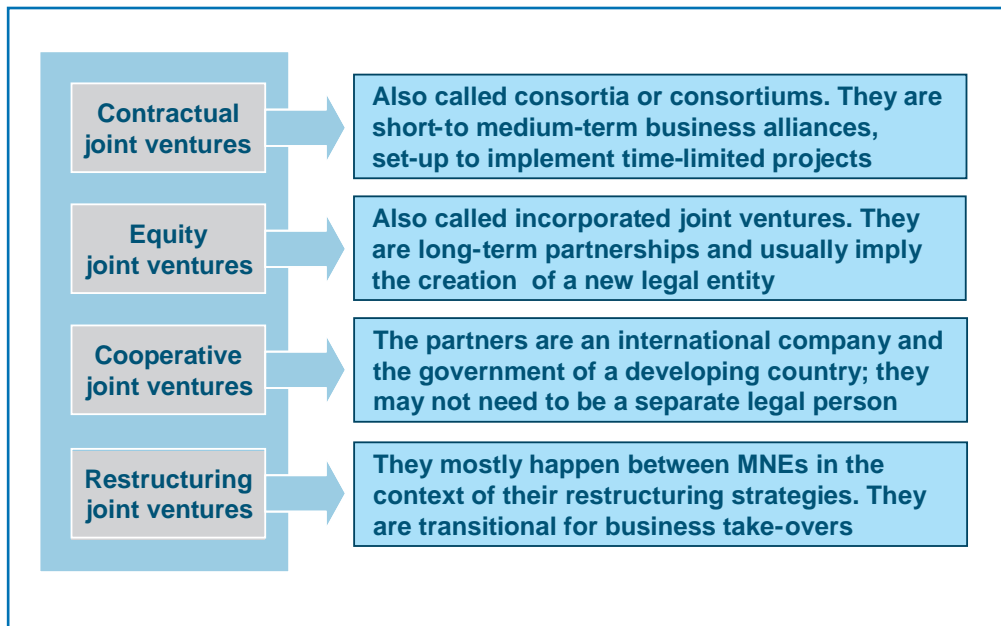 Contractual
joint ventures
Also called consortia or consortiums. They are
short-to medium-term business alliances,
set-up to implement time-limited projects
Equity
joint ventures
Also called incorporated joint ventures. They
are long-term partnerships and usually imply
the creation  of a new legal entity
Cooperative
joint ventures
The partners are an international company and
the government of a developing country; they
may not need to be a separate legal person
Restructuring
joint ventures
They mostly happen between MNEs in the
context of their restructuring strategies. They
are transitional for business take-overs